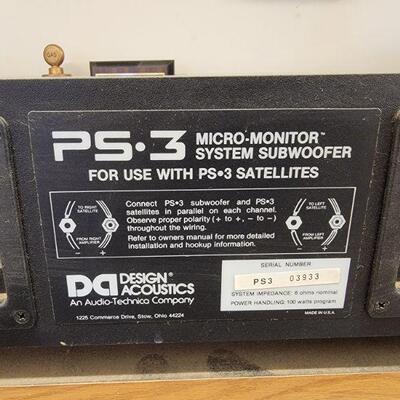 GAS
PS•3 MICRO-MONITOR™
SYSTEM SUBWOOFER
FOR USE WITH PS•3 SATELLITES
TO RIGHT
SATELLITE
FROM RIGHT
AMPLIFIER
Connect PS•3 subwoofer and PS•3
satellites in parallel on each channel.
Observe proper polarity (+ to +, – to –)
throughout the wiring.
Refer to owners manual for more detailed
installation and hookup information.
TO LEFT
SATELLITE
FROM LEFT
AMPLIFIER
DA DESIGN®
ACOUSTICS
An Audio-Technica Company
1225 Commerce Drive, Stow, Ohio 44224
SERIAL NUMBER
PS3 03933
SYSTEM IMPEDANCE: 6 ohms nominal
POWER HANDLING: 100 watts program
MADE IN U.S.A.